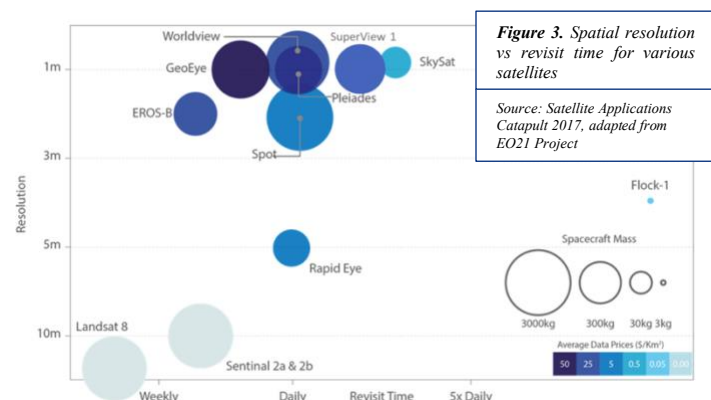 Figure 3. Spatial resolution
vs revisit time for various
satellites
Source: Satellite Applications
Catapult 2017, adapted from
EO21 Project
Worldview
SuperView 1
GeoEye
SkySat
1m
Pleiades
EROS-B
Spot
3m
Flock-1
Resolution
Spacecraft Mass
5m
Rapid Eye
3000kg
300kg
30kg
3kg
Landsat 8
10m
Average Data Prices ($/Km²)
Sentinal 2a & 2b
50
25
5
0.5
0.05
0.00
Weekly
Daily
Revisit Time
5x Daily